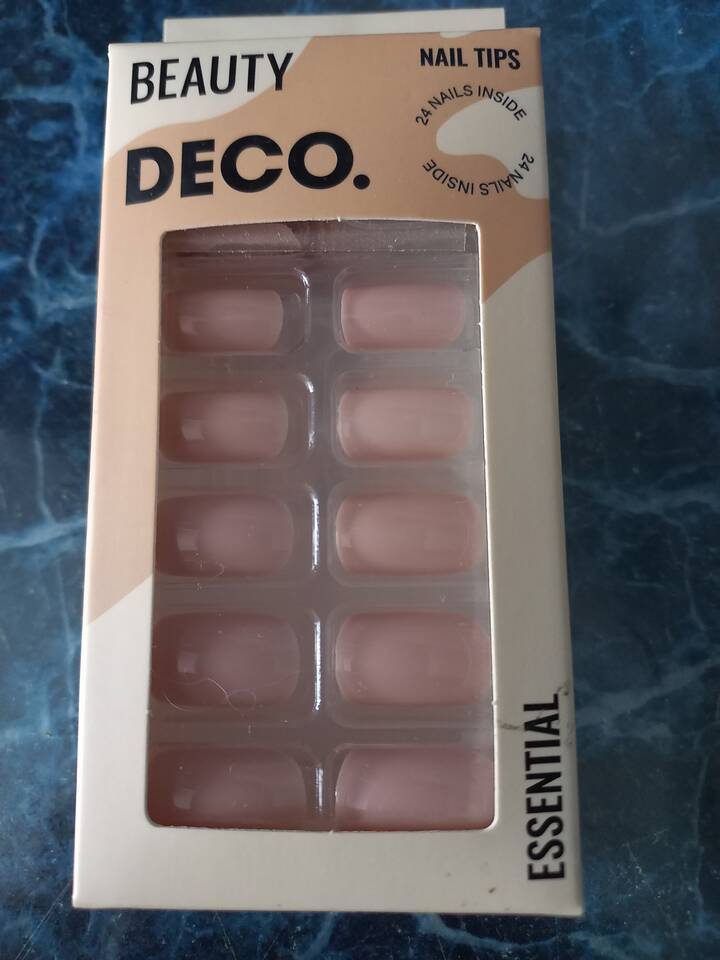 BEAUTY
NAIL TIPS
24 NAILS INSIDE
24 NAILS INSIDE
DECO.
ESSENTIAL